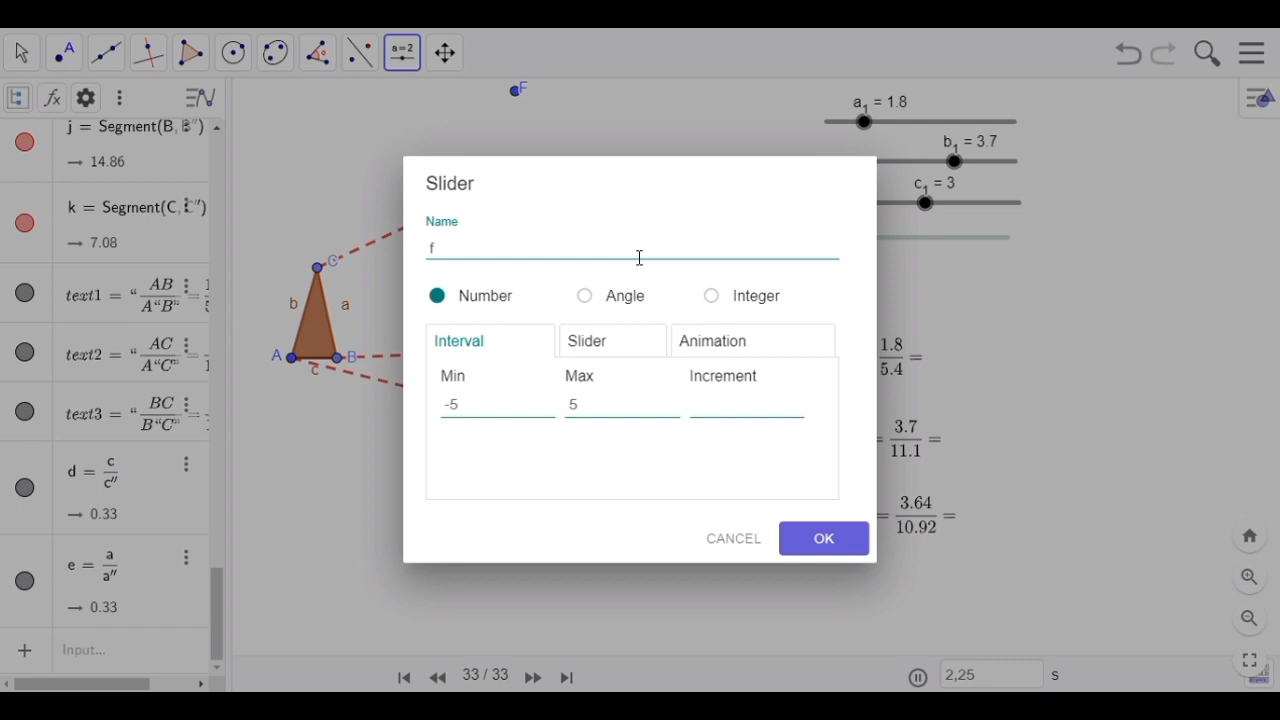 A
a=2
fx
F
a1 = 1.8
b1 = 3.7
c1 = 3
j = Segment(B, B″)
→ 14.86
k = Segment(C, C″)
→ 7.08
text1 = “ AB / A“B“ =
text2 = “ AC / A“C“ =
text3 = “ BC / B“C“ =
d = c / c″
→ 0.33
e = a / a″
→ 0.33
+ Input...
C
b a
A B
c
Slider
Name
f
Number Angle Integer
Interval Slider Animation
Min Max Increment
-5 5
CANCEL OK
1.8 / 5.4 =
= 3.7 / 11.1 =
= 3.64 / 10.92 =
33 / 33
2,25 s